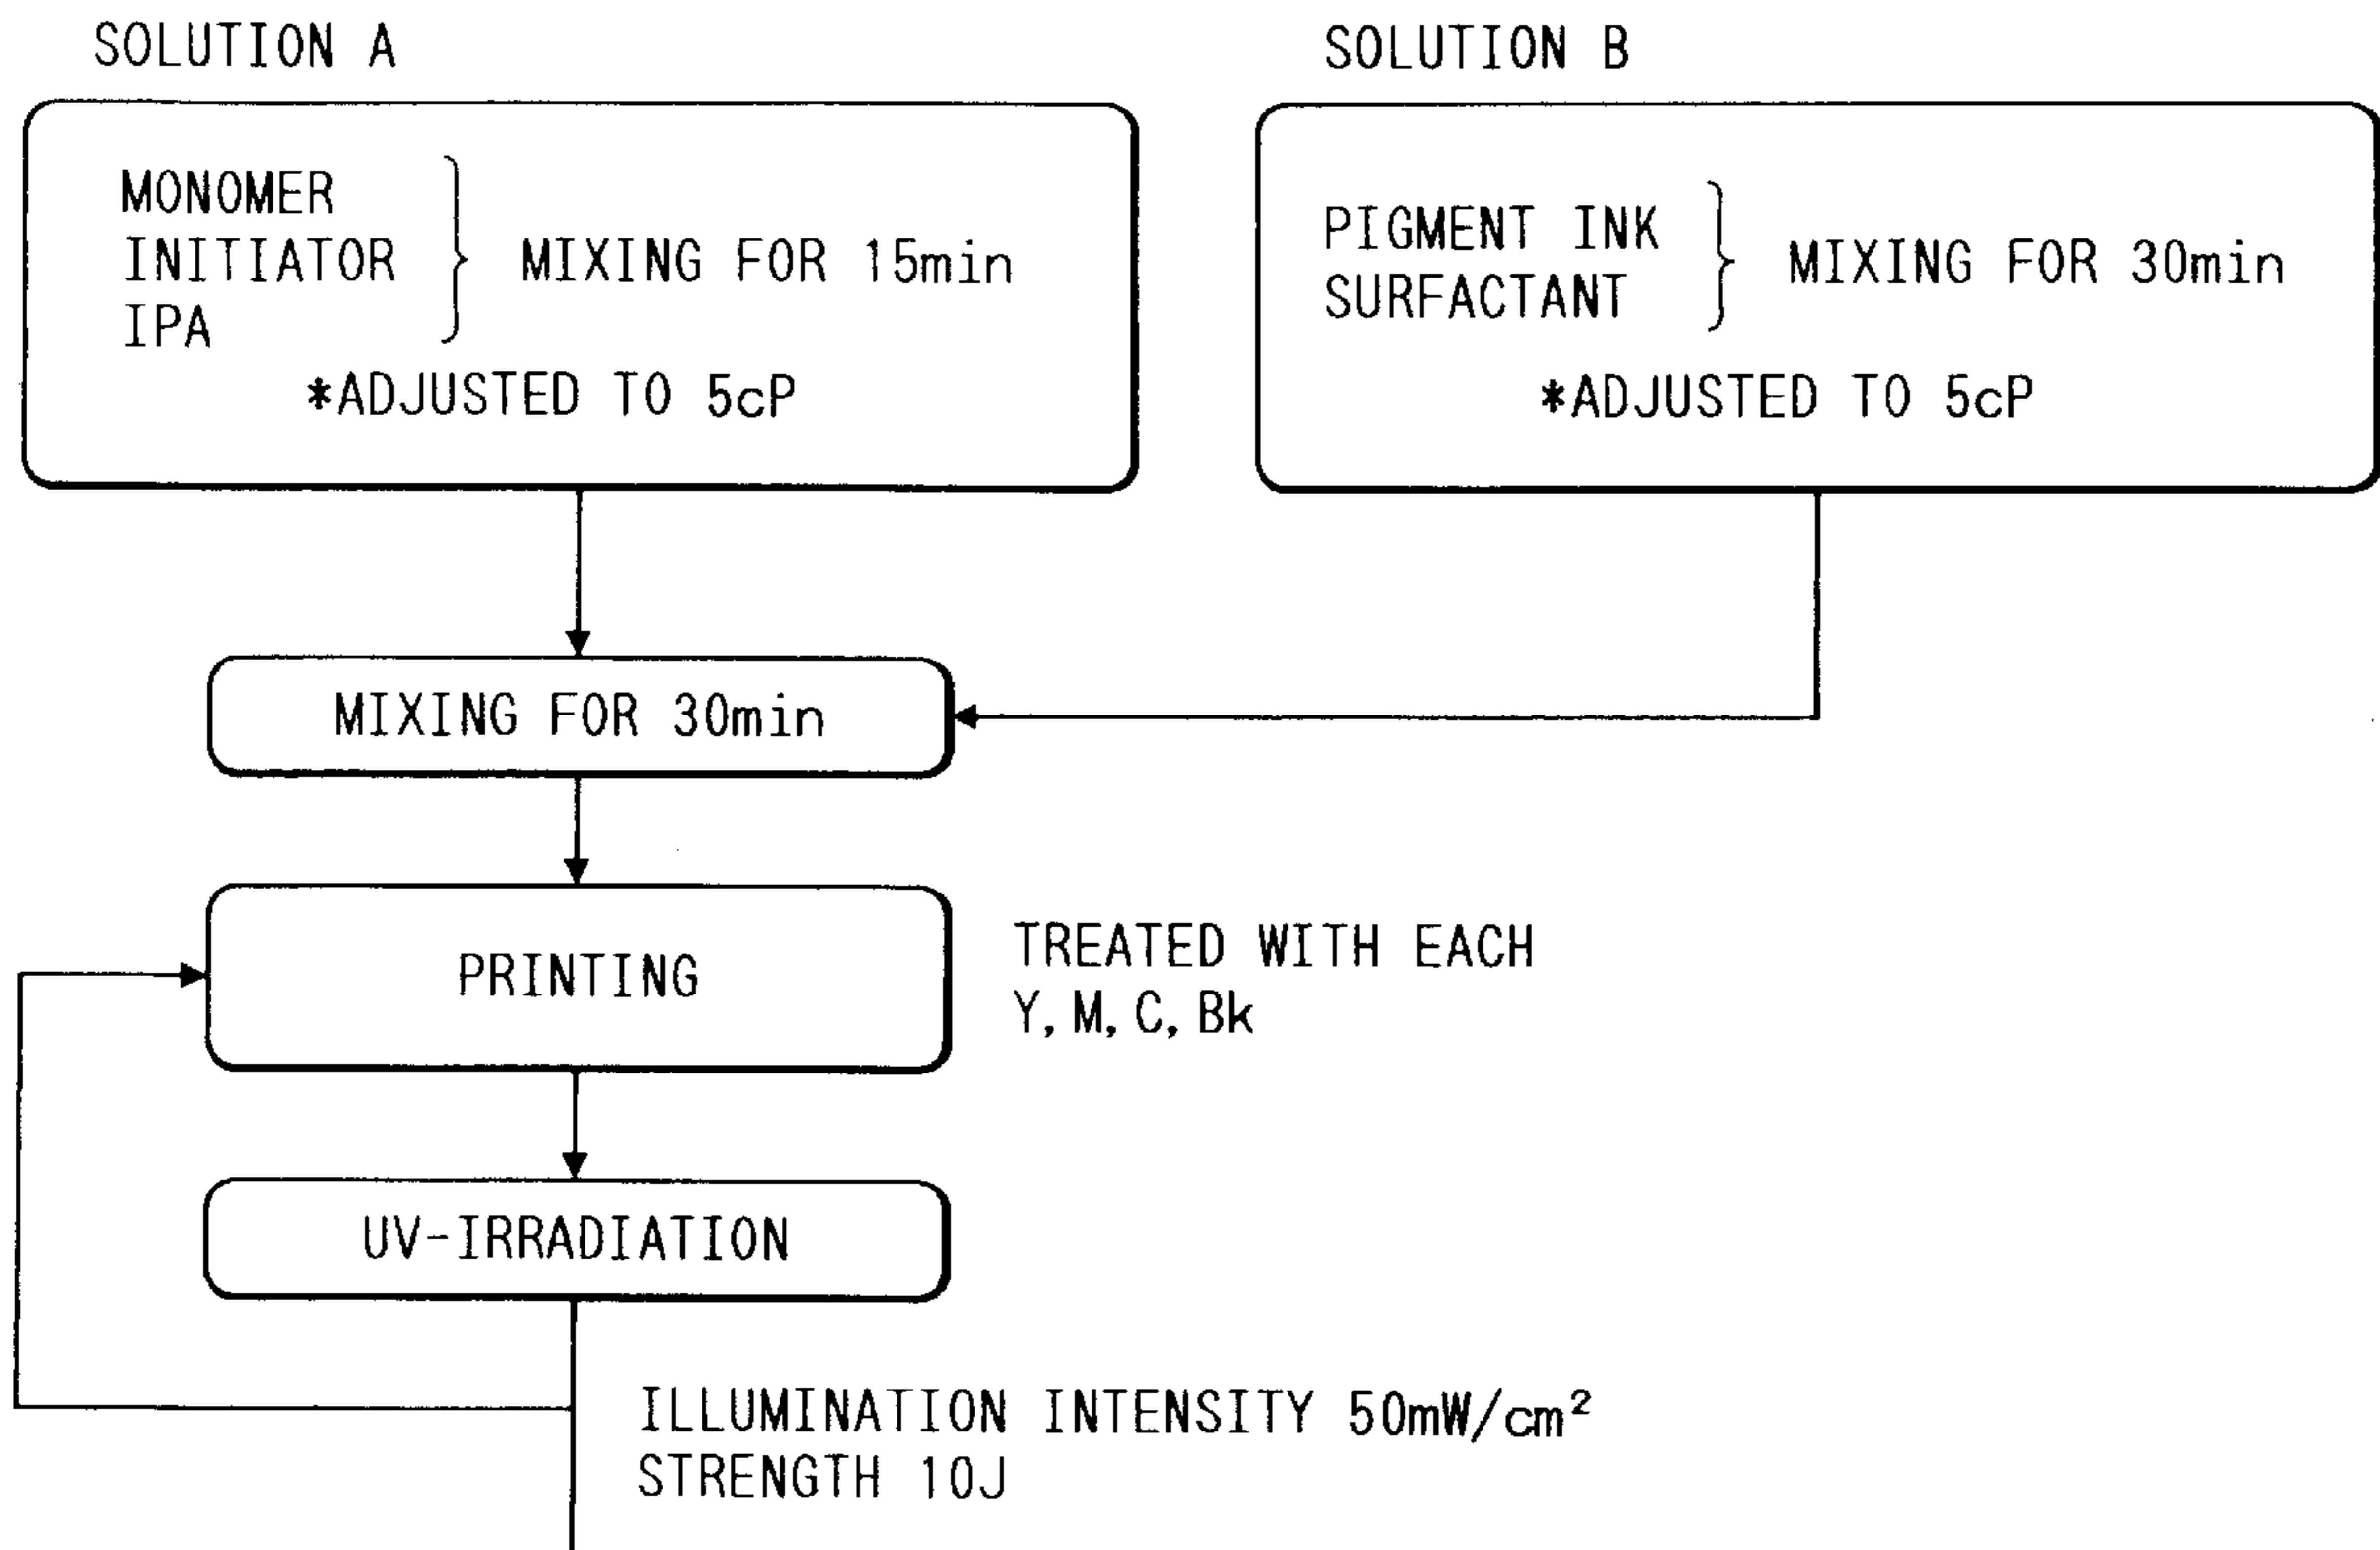 SOLUTION A
MONOMER
INITIATOR
IPA
MIXING FOR 15min
*ADJUSTED TO 5cP
SOLUTION B
PIGMENT INK
SURFACTANT
MIXING FOR 30min
*ADJUSTED TO 5cP
MIXING FOR 30min
PRINTING
TREATED WITH EACH
Y, M, C, Bk
UV-IRRADIATION
ILLUMINATION INTENSITY 50mW/cm²
STRENGTH 10J